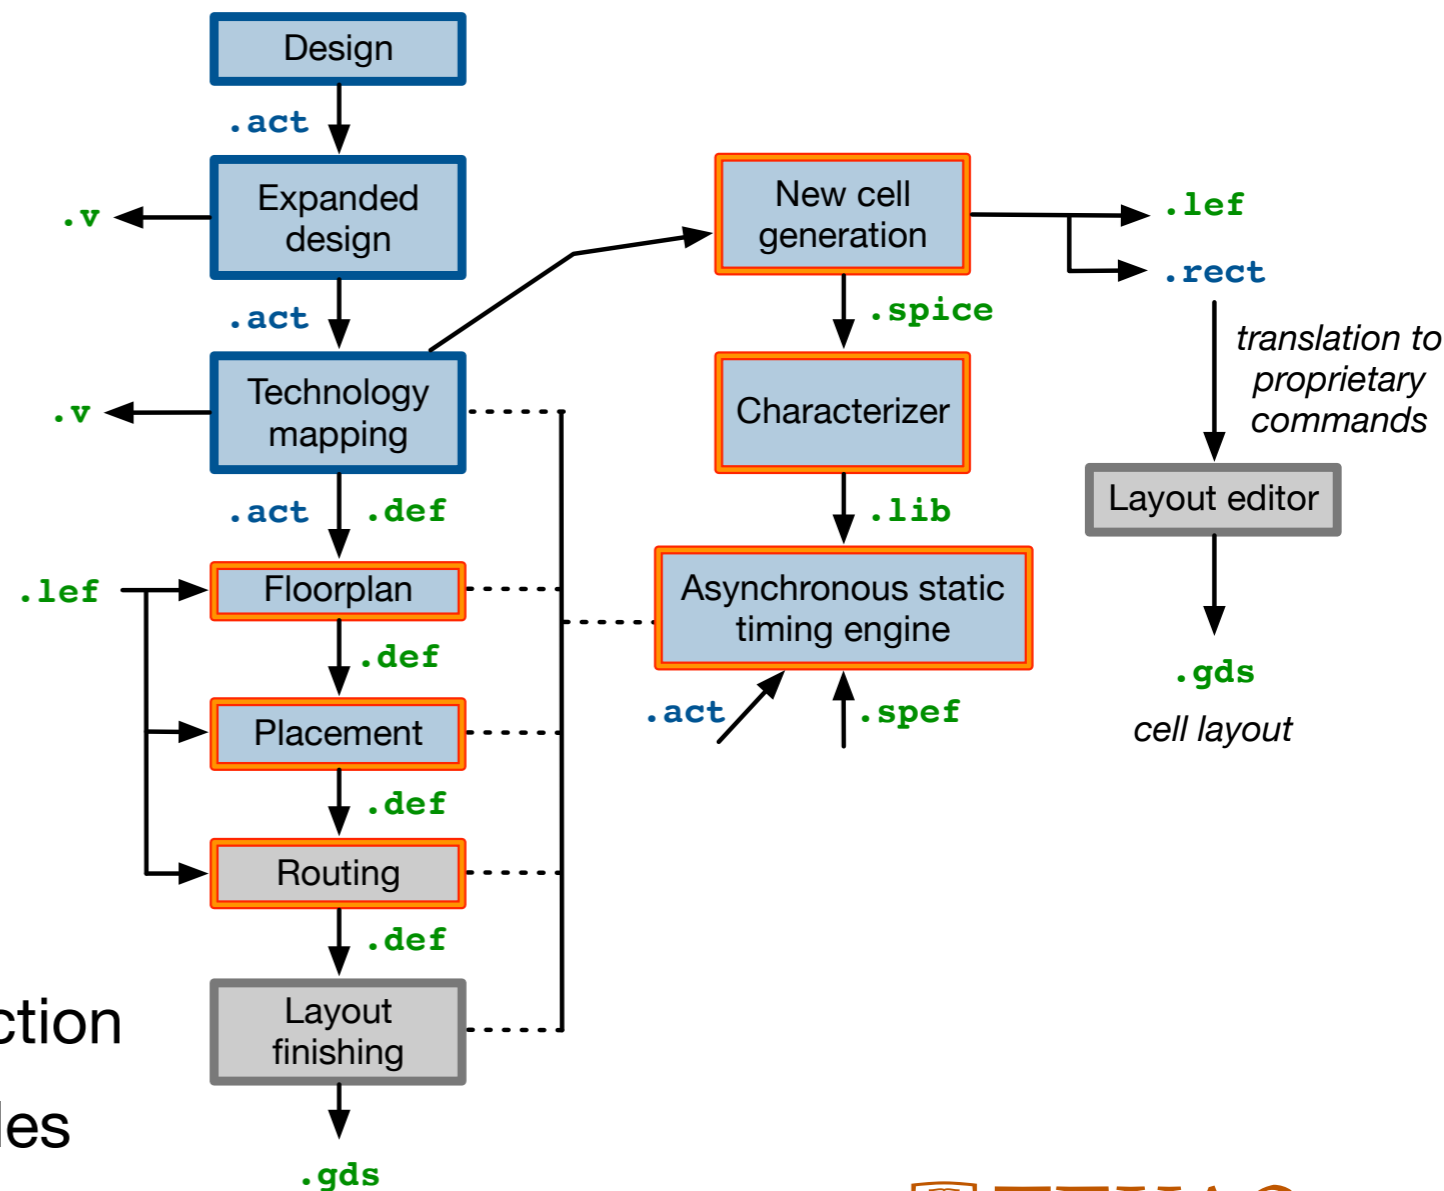 Design
.act
Expanded
design
.v
.act
Technology
mapping
.v
.act
.def
.lef
Floorplan
.def
Placement
.def
Routing
.def
Layout
finishing
.gds
New cell
generation
.lef
.rect
.spice
translation to
proprietary
commands
Characterizer
Layout editor
.lib
Asynchronous static
timing engine
.act
.spef
.gds
cell layout
ction
les